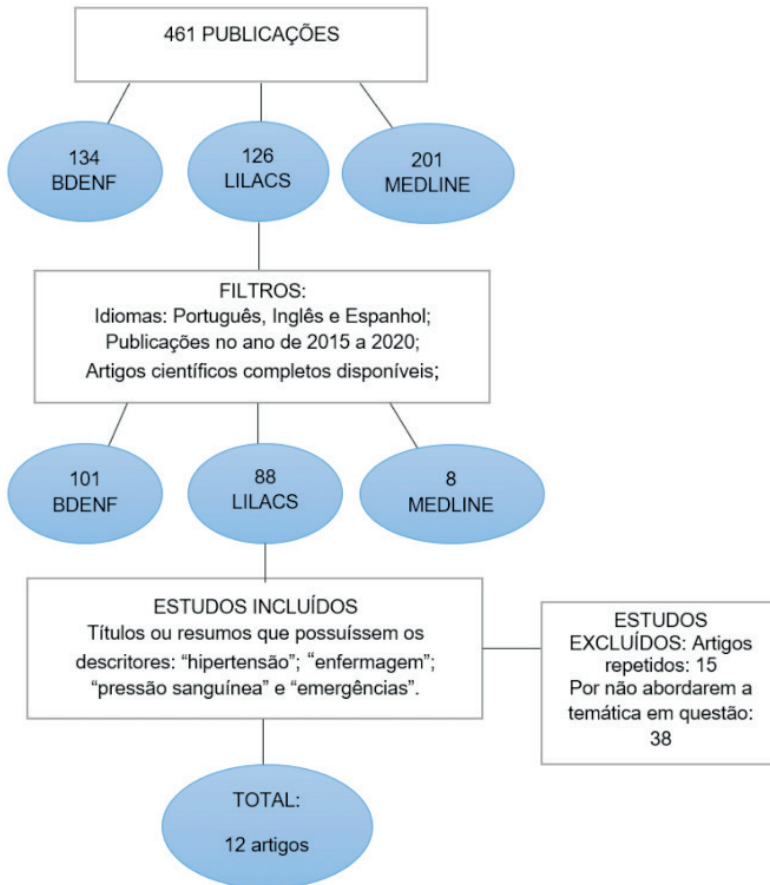 461 PUBLICAÇÕES
134
BDENF
126
LILACS
201
MEDLINE
FILTROS:
Idiomas: Português, Inglês e Espanhol;
Publicações no ano de 2015 a 2020;
Artigos científicos completos disponíveis;
101
BDENF
88
LILACS
8
MEDLINE
ESTUDOS INCLUÍDOS
Títulos ou resumos que possuíssem os
descritores: “hipertensão”; “enfermagem”;
“pressão sanguínea” e “emergências”.
ESTUDOS
EXCLUÍDOS: Artigos
repetidos: 15
Por não abordarem a
temática em questão:
38
TOTAL:
12 artigos